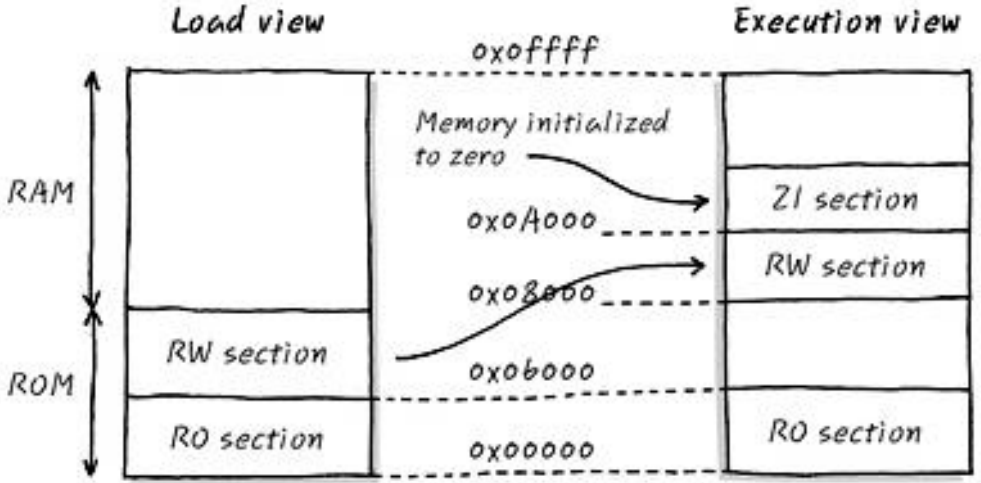 Load view
Execution view
0x0ffff
Memory initialized
to zero
RAM
ZI section
0x0A000
RW section
0x08000
RW section
ROM
0x06000
RO section
RO section
0x00000